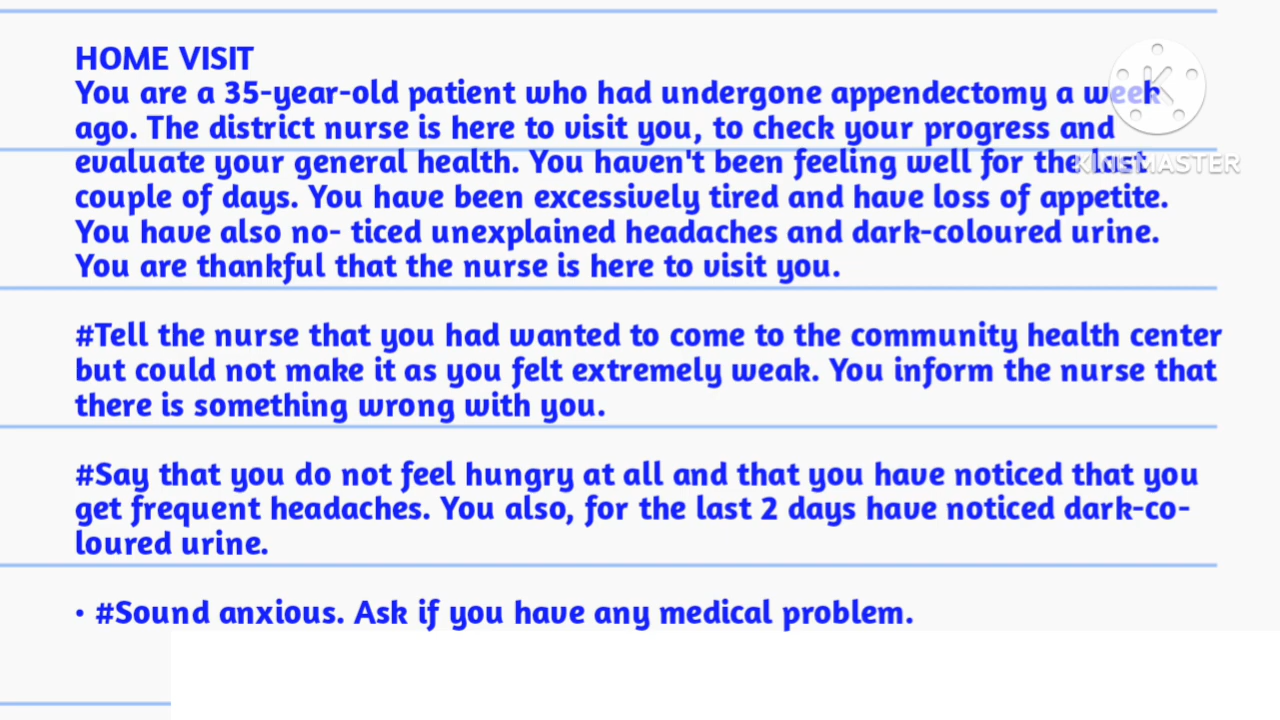 HOME VISIT
You are a 35-year-old patient who had undergone appendectomy a week
ago. The district nurse is here to visit you, to check your progress and
evaluate your general health. You haven't been feeling well for the last
couple of days. You have been excessively tired and have loss of appetite.
You have also no- ticed unexplained headaches and dark-coloured urine.
You are thankful that the nurse is here to visit you.
#Tell the nurse that you had wanted to come to the community health center
but could not make it as you felt extremely weak. You inform the nurse that
there is something wrong with you.
#Say that you do not feel hungry at all and that you have noticed that you
get frequent headaches. You also, for the last 2 days have noticed dark-co-
loured urine.
• #Sound anxious. Ask if you have any medical problem.
K
KINEMASTER